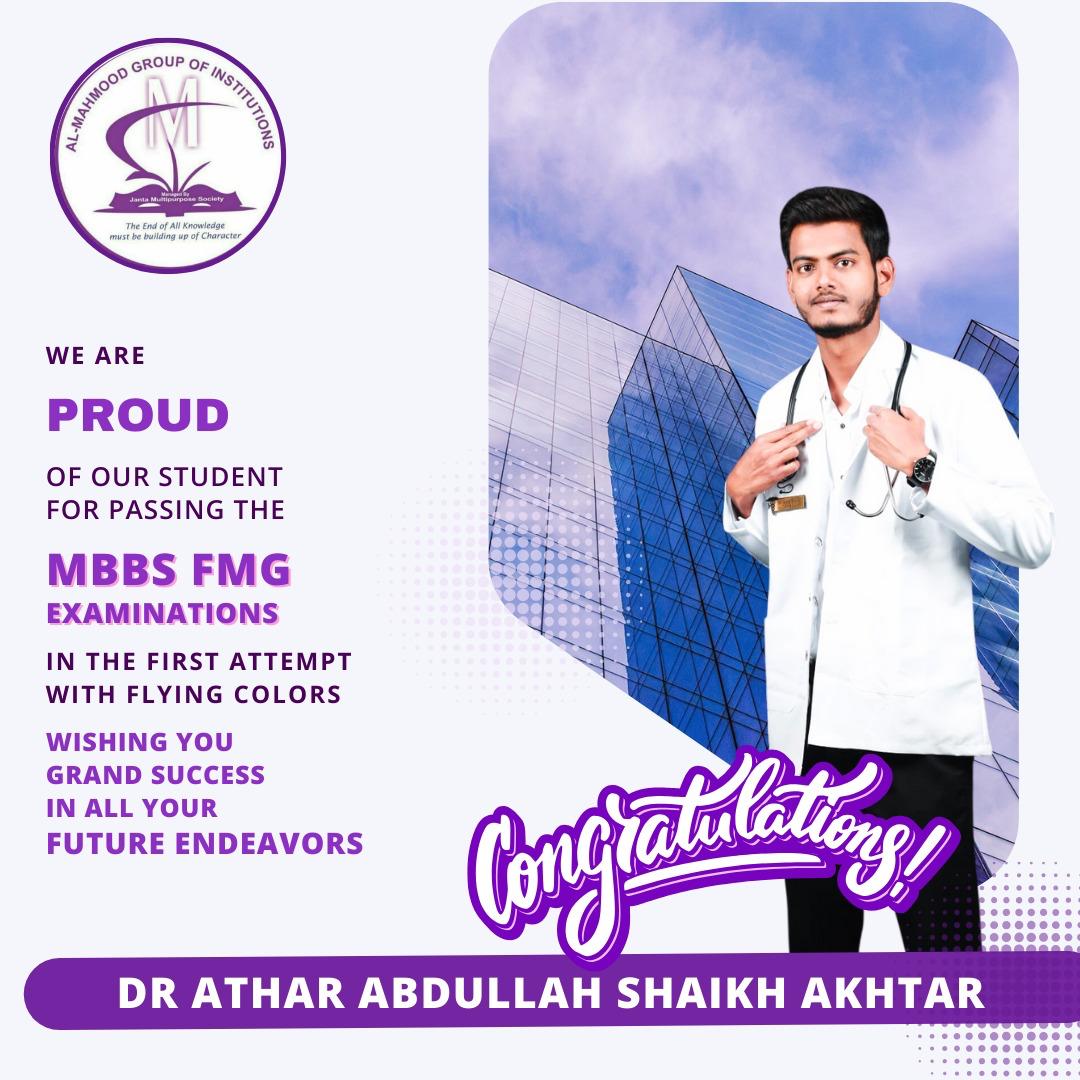 AL-MAHMOOD GROUP OF INSTITUTIONS
M
Managed By
Janta Multipurpose Society
The End of All Knowledge
must be building up of Character
WE ARE
PROUD
OF OUR STUDENT
FOR PASSING THE
MBBS FMG
EXAMINATIONS
IN THE FIRST ATTEMPT
WITH FLYING COLORS
WISHING YOU
GRAND SUCCESS
IN ALL YOUR
FUTURE ENDEAVORS
Congratulations!
DR ATHAR ABDULLAH SHAIKH AKHTAR